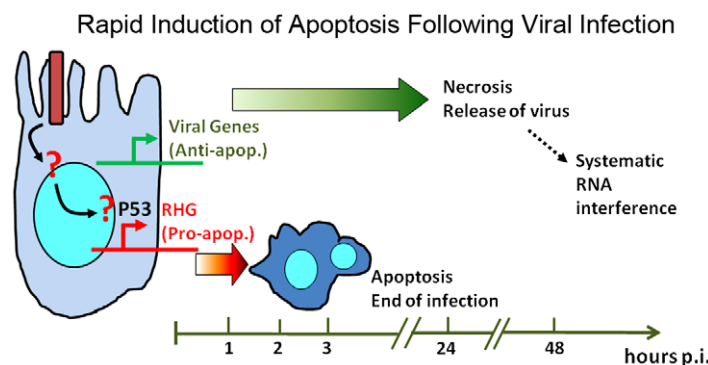 Rapid Induction of Apoptosis Following Viral Infection
Necrosis
Release of virus
Viral Genes
(Anti-apop.)
Systematic
RNA
interference
?
? P53 RHG
(Pro-apop.)
Apoptosis
End of infection
1 2 3 24 48 hours p.i.